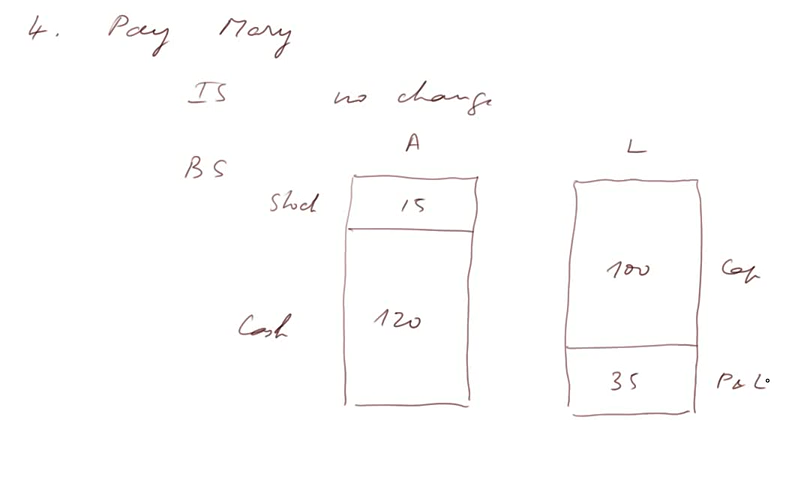 4. Pay Mary
IS no change
A L
BS
Stock 15
100 Cap
Cash 120
35 P & L